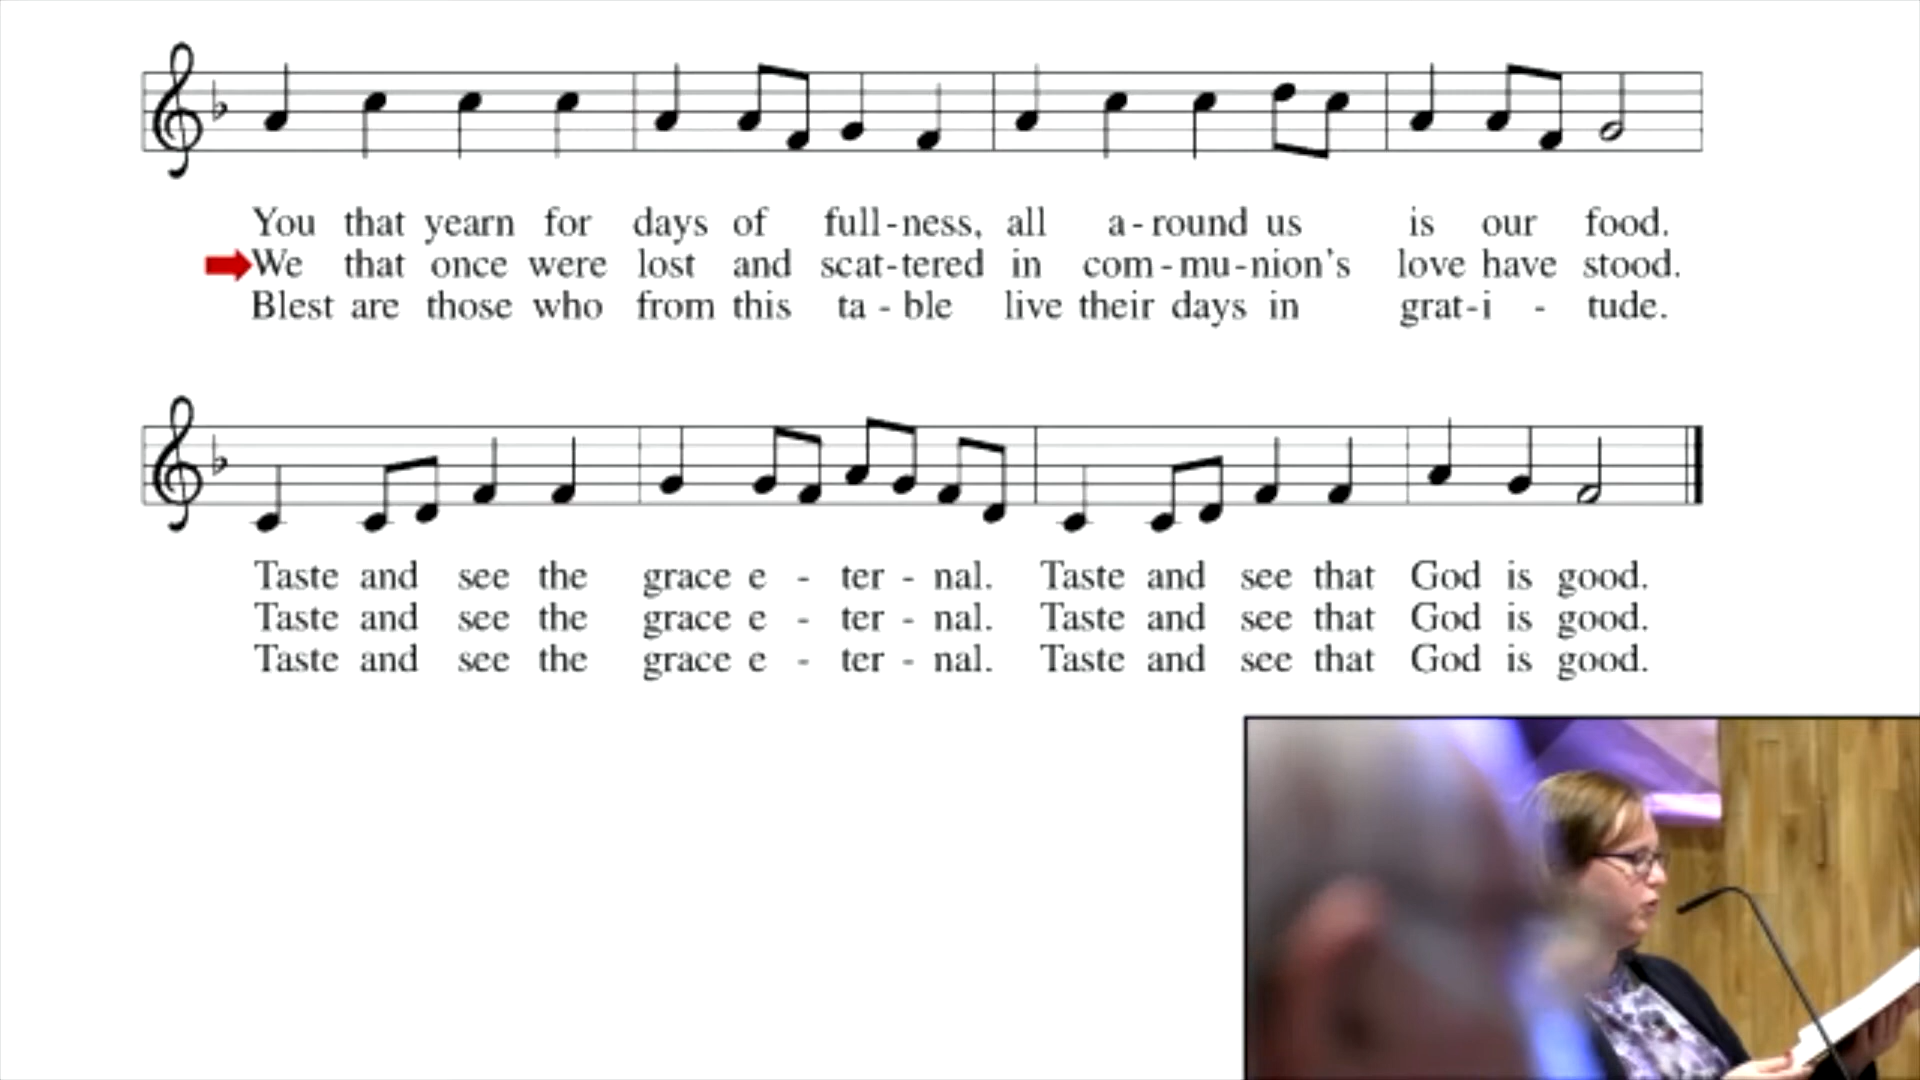 You that yearn for days of full-ness, all a-round us is our food.
We that once were lost and scat-tered in com-mu-nion's love have stood.
Blest are those who from this ta-ble live their days in grat-i-tude.
Taste and see the grace e-ter-nal. Taste and see that God is good.
Taste and see the grace e-ter-nal. Taste and see that God is good.
Taste and see the grace e-ter-nal. Taste and see that God is good.